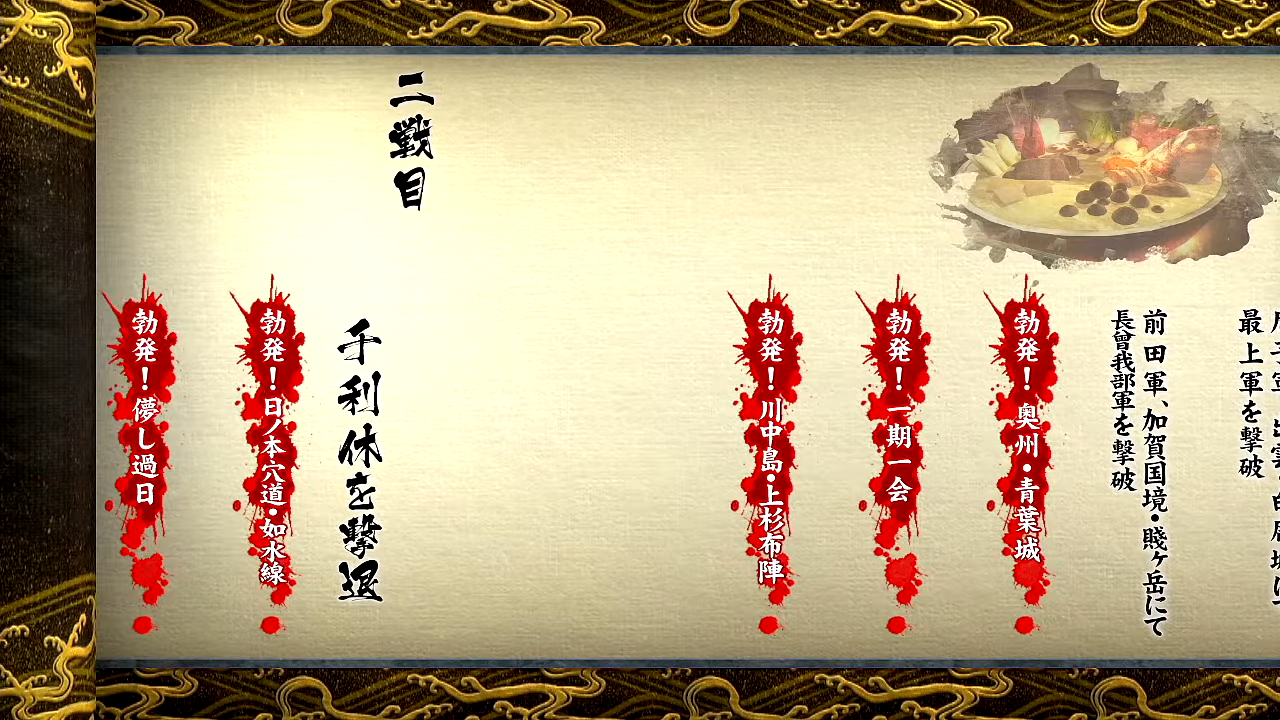 最上軍を撃破
前田軍、加賀国境・賤ヶ岳にて
長曾我部軍を撃破
勃発！奥州・青葉城
勃発！一期一会
勃発！川中島・上杉布陣
二戦目
千利休を撃退
勃発！日ノ本穴道・如水線
勃発！儚し過日